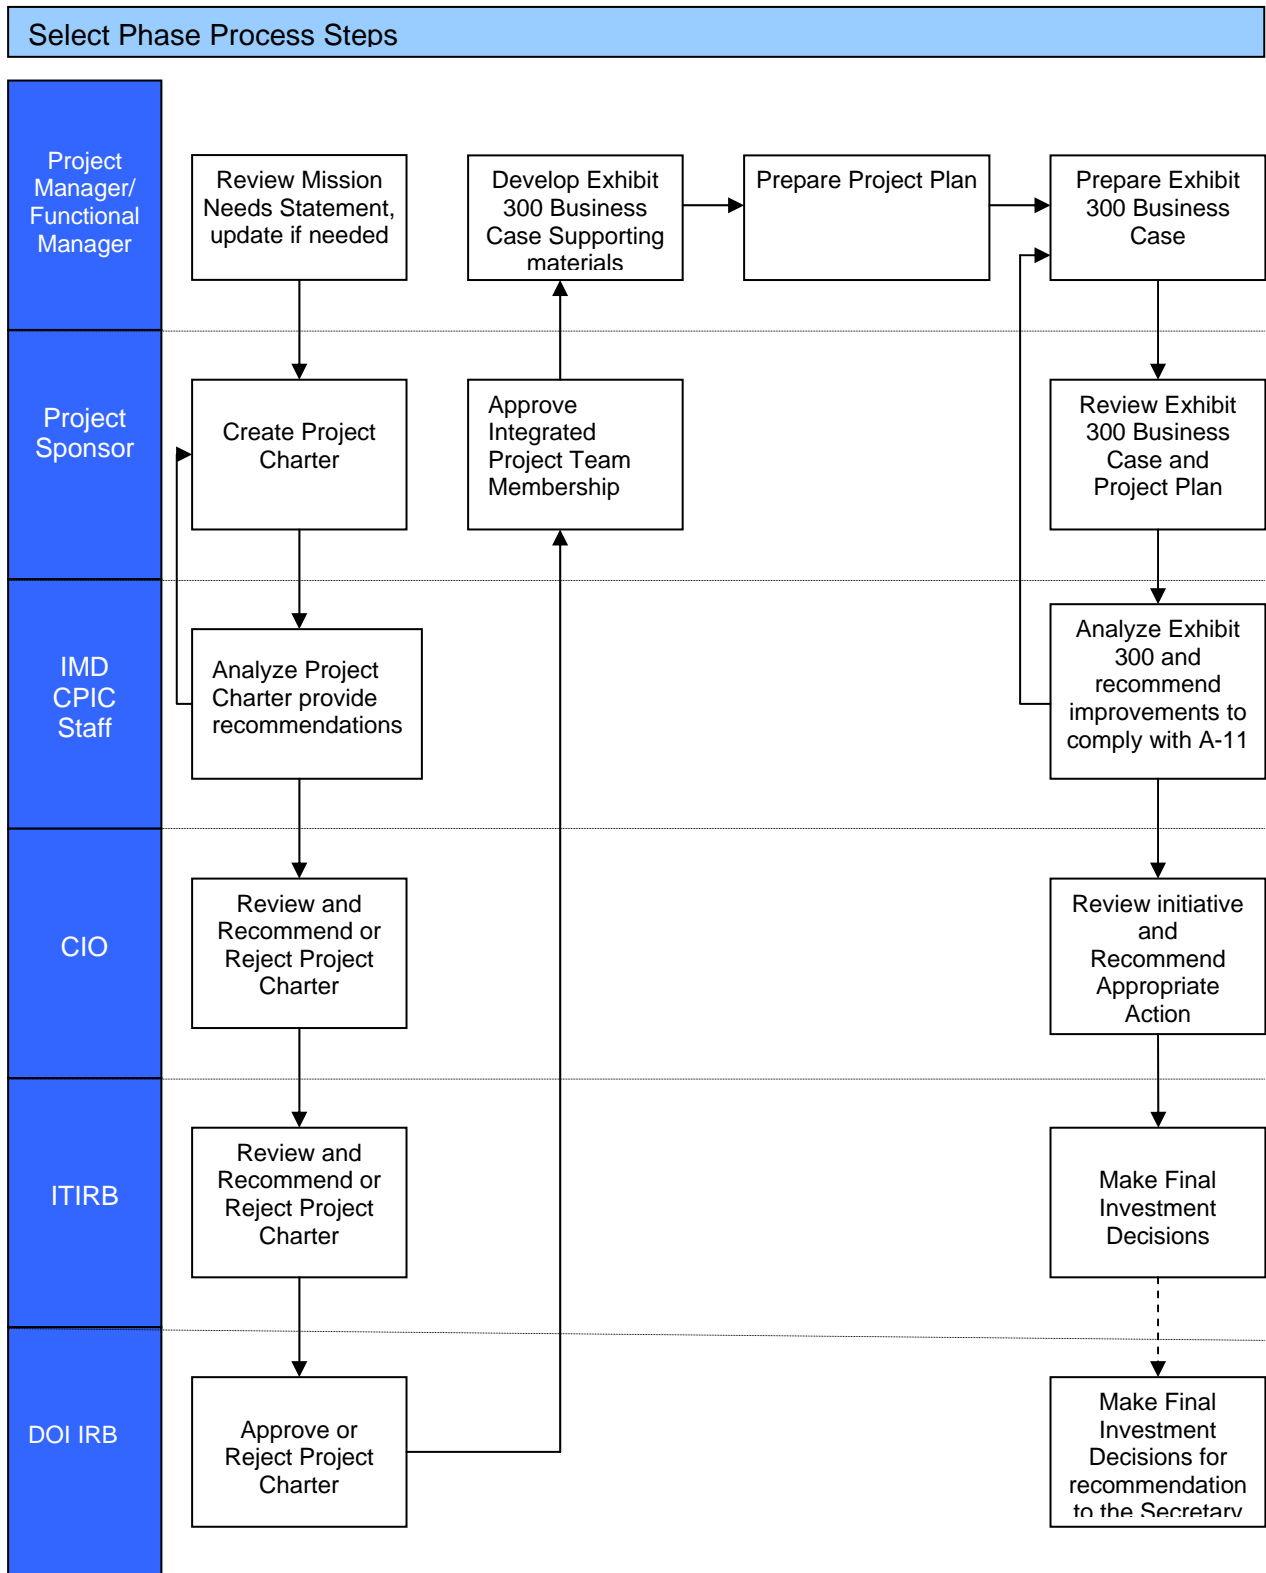 Select Phase Process Steps
Project
Manager/
Functional
Manager
Review Mission
Needs Statement,
update if needed
Develop Exhibit
300 Business
Case Supporting
materials
Prepare Project Plan
Prepare Exhibit
300 Business
Case
Project
Sponsor
Create Project
Charter
Approve
Integrated
Project Team
Membership
Review Exhibit
300 Business
Case and
Project Plan
IMD
CPIC
Staff
Analyze Project
Charter provide
recommendations
Analyze Exhibit
300 and
recommend
improvements to
comply with A-11
CIO
Review and
Recommend or
Reject Project
Charter
Review initiative
and
Recommend
Appropriate
Action
ITIRB
Review and
Recommend or
Reject Project
Charter
Make Final
Investment
Decisions
DOI IRB
Approve or
Reject Project
Charter
Make Final
Investment
Decisions for
recommendation
to the Secretary